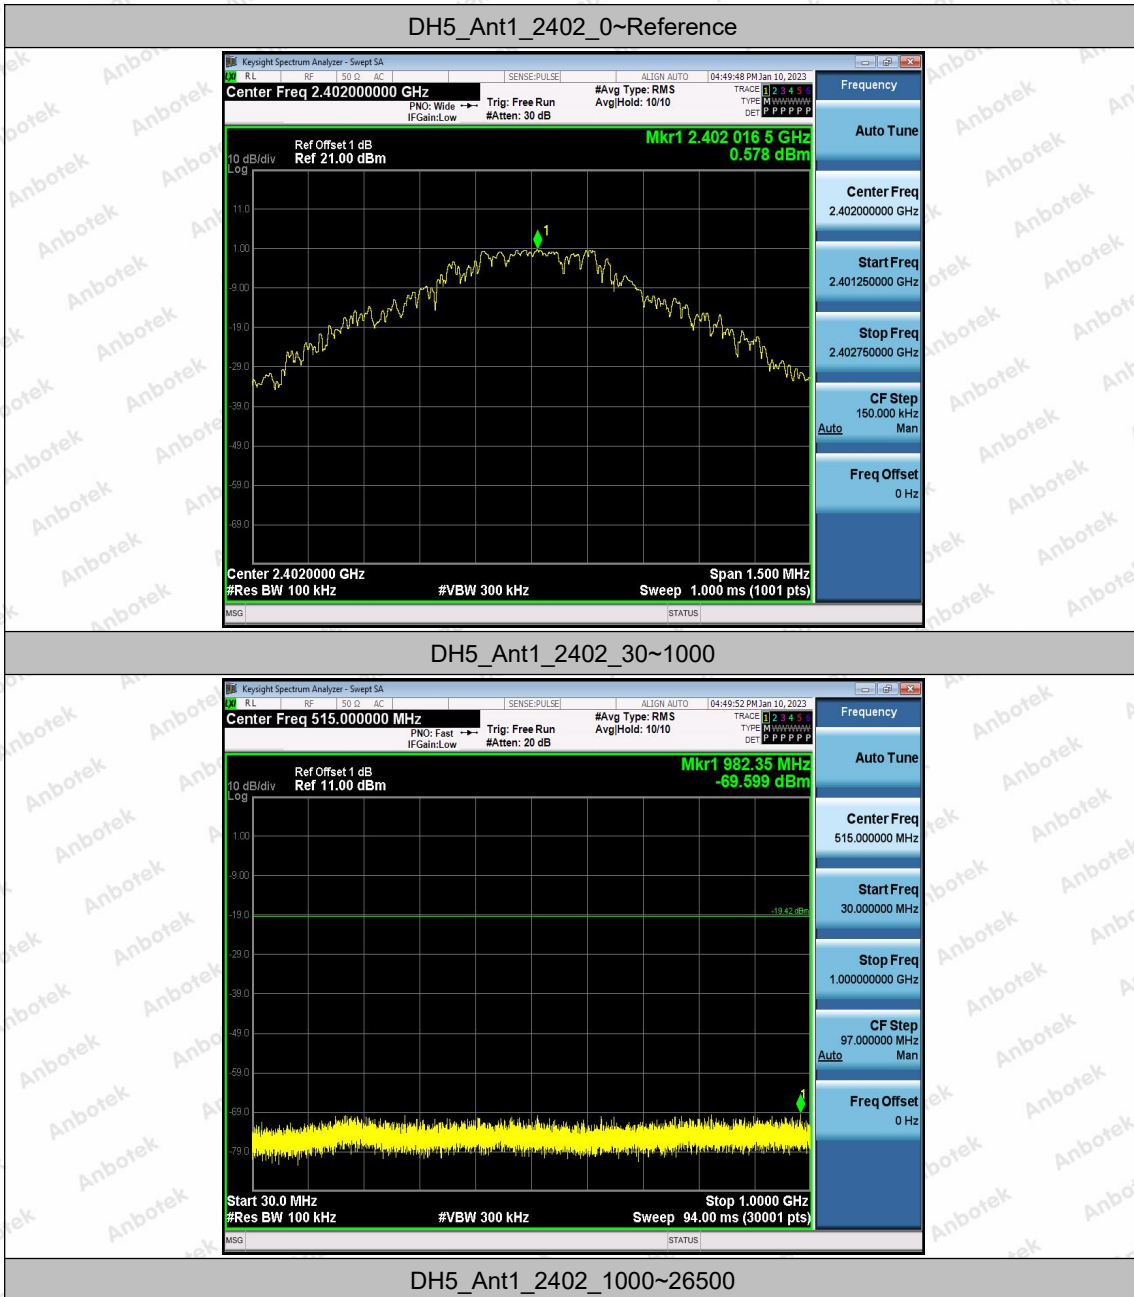 DH5_Ant1_2402_0~Reference
Keysight Spectrum Analyzer - Swept SA
LXI RL RF 50 Ω AC SENSE:PULSE ALIGN AUTO 04:49:48 PM Jan 10, 2023
Center Freq 2.402000000 GHz
PNO: Wide
IFGain:Low
Trig: Free Run
#Atten: 30 dB
#Avg Type: RMS
Avg|Hold: 10/10
TRACE 1 2 3 4 5 6
TYPE M WWWWW
DET P P P P P P
Mkr1 2.402 016 5 GHz
0.578 dBm
Ref Offset 1 dB
10 dB/div Ref 21.00 dBm
Log
11.0
1.00
-9.00
-19.0
-29.0
-39.0
-49.0
-59.0
-69.0
1
Center 2.4020000 GHz Span 1.500 MHz
#Res BW 100 kHz #VBW 300 kHz Sweep 1.000 ms (1001 pts)
MSG STATUS
Frequency
Auto Tune
Center Freq
2.402000000 GHz
Start Freq
2.401250000 GHz
Stop Freq
2.402750000 GHz
CF Step
150.000 kHz
Auto Man
Freq Offset
0 Hz
DH5_Ant1_2402_30~1000
Keysight Spectrum Analyzer - Swept SA
LXI RL RF 50 Ω AC SENSE:PULSE ALIGN AUTO 04:49:52 PM Jan 10, 2023
Center Freq 515.000000 MHz
PNO: Fast
IFGain:Low
Trig: Free Run
#Atten: 20 dB
#Avg Type: RMS
Avg|Hold: 10/10
TRACE 1 2 3 4 5 6
TYPE M WWWWW
DET P P P P P P
Mkr1 982.35 MHz
-69.599 dBm
Ref Offset 1 dB
10 dB/div Ref 11.00 dBm
Log
1.00
-9.00
-19.0
-19.42 dBm
-29.0
-39.0
-49.0
-59.0
-69.0
-79.0
1
Start 30.0 MHz Stop 1.0000 GHz
#Res BW 100 kHz #VBW 300 kHz Sweep 94.00 ms (30001 pts)
MSG STATUS
Frequency
Auto Tune
Center Freq
515.000000 MHz
Start Freq
30.000000 MHz
Stop Freq
1.000000000 GHz
CF Step
97.000000 MHz
Auto Man
Freq Offset
0 Hz
DH5_Ant1_2402_1000~26500